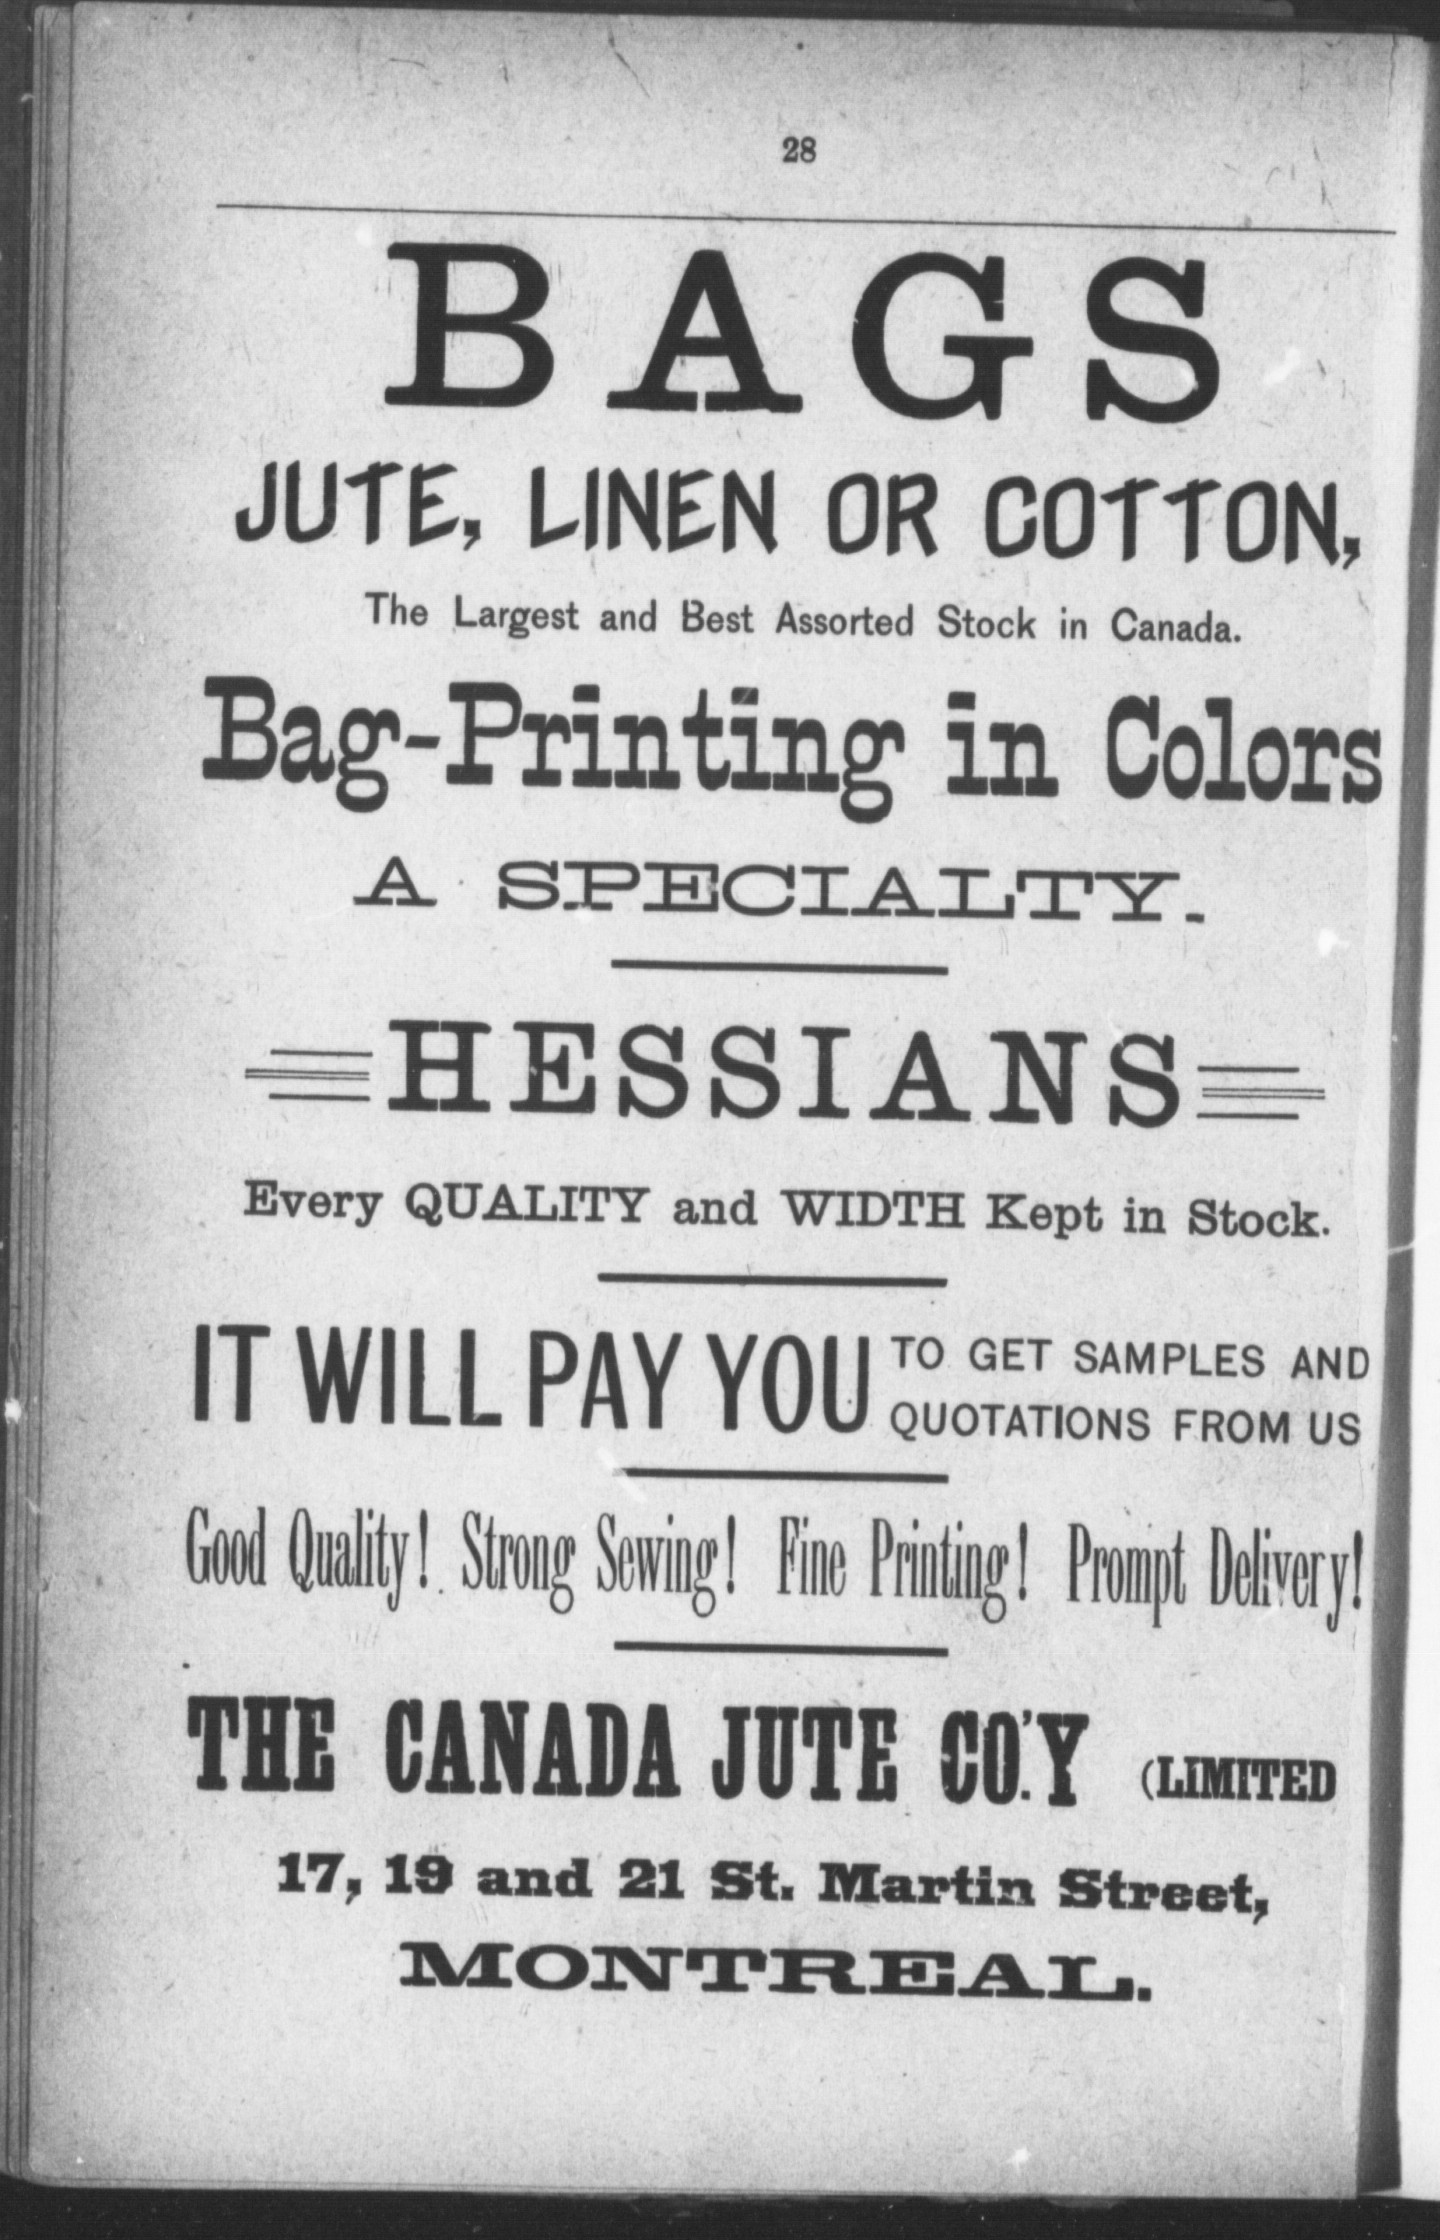 28
BAGS
JUTE, LINEN OR COTTON,
The Largest and Best Assorted Stock in Canada.
Bag-Printing in Colors
A SPECIALTY.
HESSIANS
Every QUALITY and WIDTH Kept in Stock.
IT WILL PAY YOU TO GET SAMPLES AND
QUOTATIONS FROM US
Good Quality! Strong Sewing! Fine Printing! Prompt Delivery!
THE CANADA JUTE CO.'Y (LIMITED
17, 19 and 21 St. Martin Street,
MONTREAL.